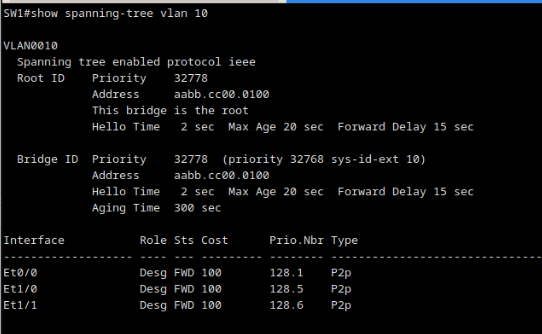 SW1#show spanning-tree vlan 10
VLAN0010
  Spanning tree enabled protocol ieee
  Root ID    Priority    32778
             Address     aabb.cc00.0100
             This bridge is the root
             Hello Time   2 sec  Max Age 20 sec  Forward Delay 15 sec
  Bridge ID  Priority    32778  (priority 32768 sys-id-ext 10)
             Address     aabb.cc00.0100
             Hello Time   2 sec  Max Age 20 sec  Forward Delay 15 sec
             Aging Time  300 sec
Interface           Role Sts Cost      Prio.Nbr Type
------------------- ---- --- --------- -------- --------------------------------
Et0/0               Desg FWD 100       128.1    P2p
Et1/0               Desg FWD 100       128.5    P2p
Et1/1               Desg FWD 100       128.6    P2p